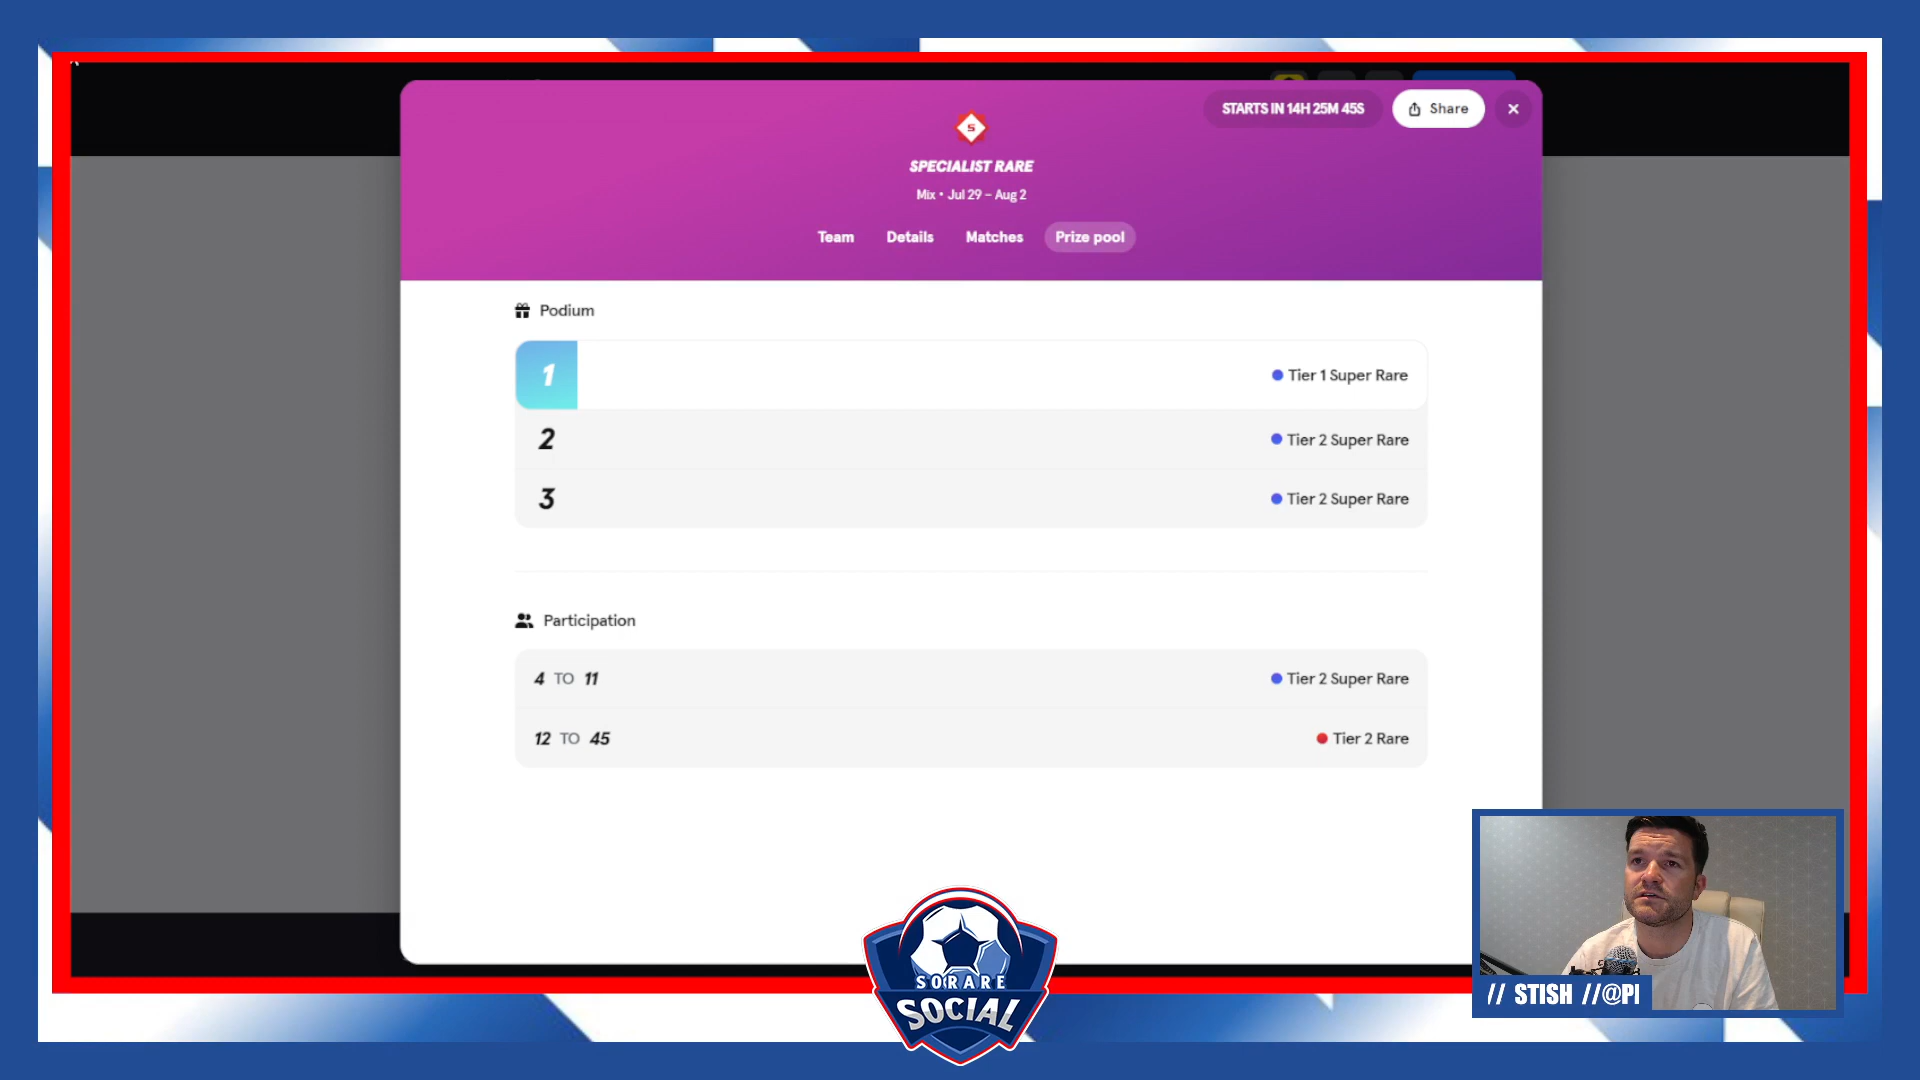 STARTS IN 14H 25M 45S
Share
S
SPECIALIST RARE
Mix • Jul 29 – Aug 2
Team Details Matches Prize pool
Podium
1 Tier 1 Super Rare
2 Tier 2 Super Rare
3 Tier 2 Super Rare
Participation
4 TO 11 Tier 2 Super Rare
12 TO 45 Tier 2 Rare
SORARE
SOCIAL
// STISH //@PI